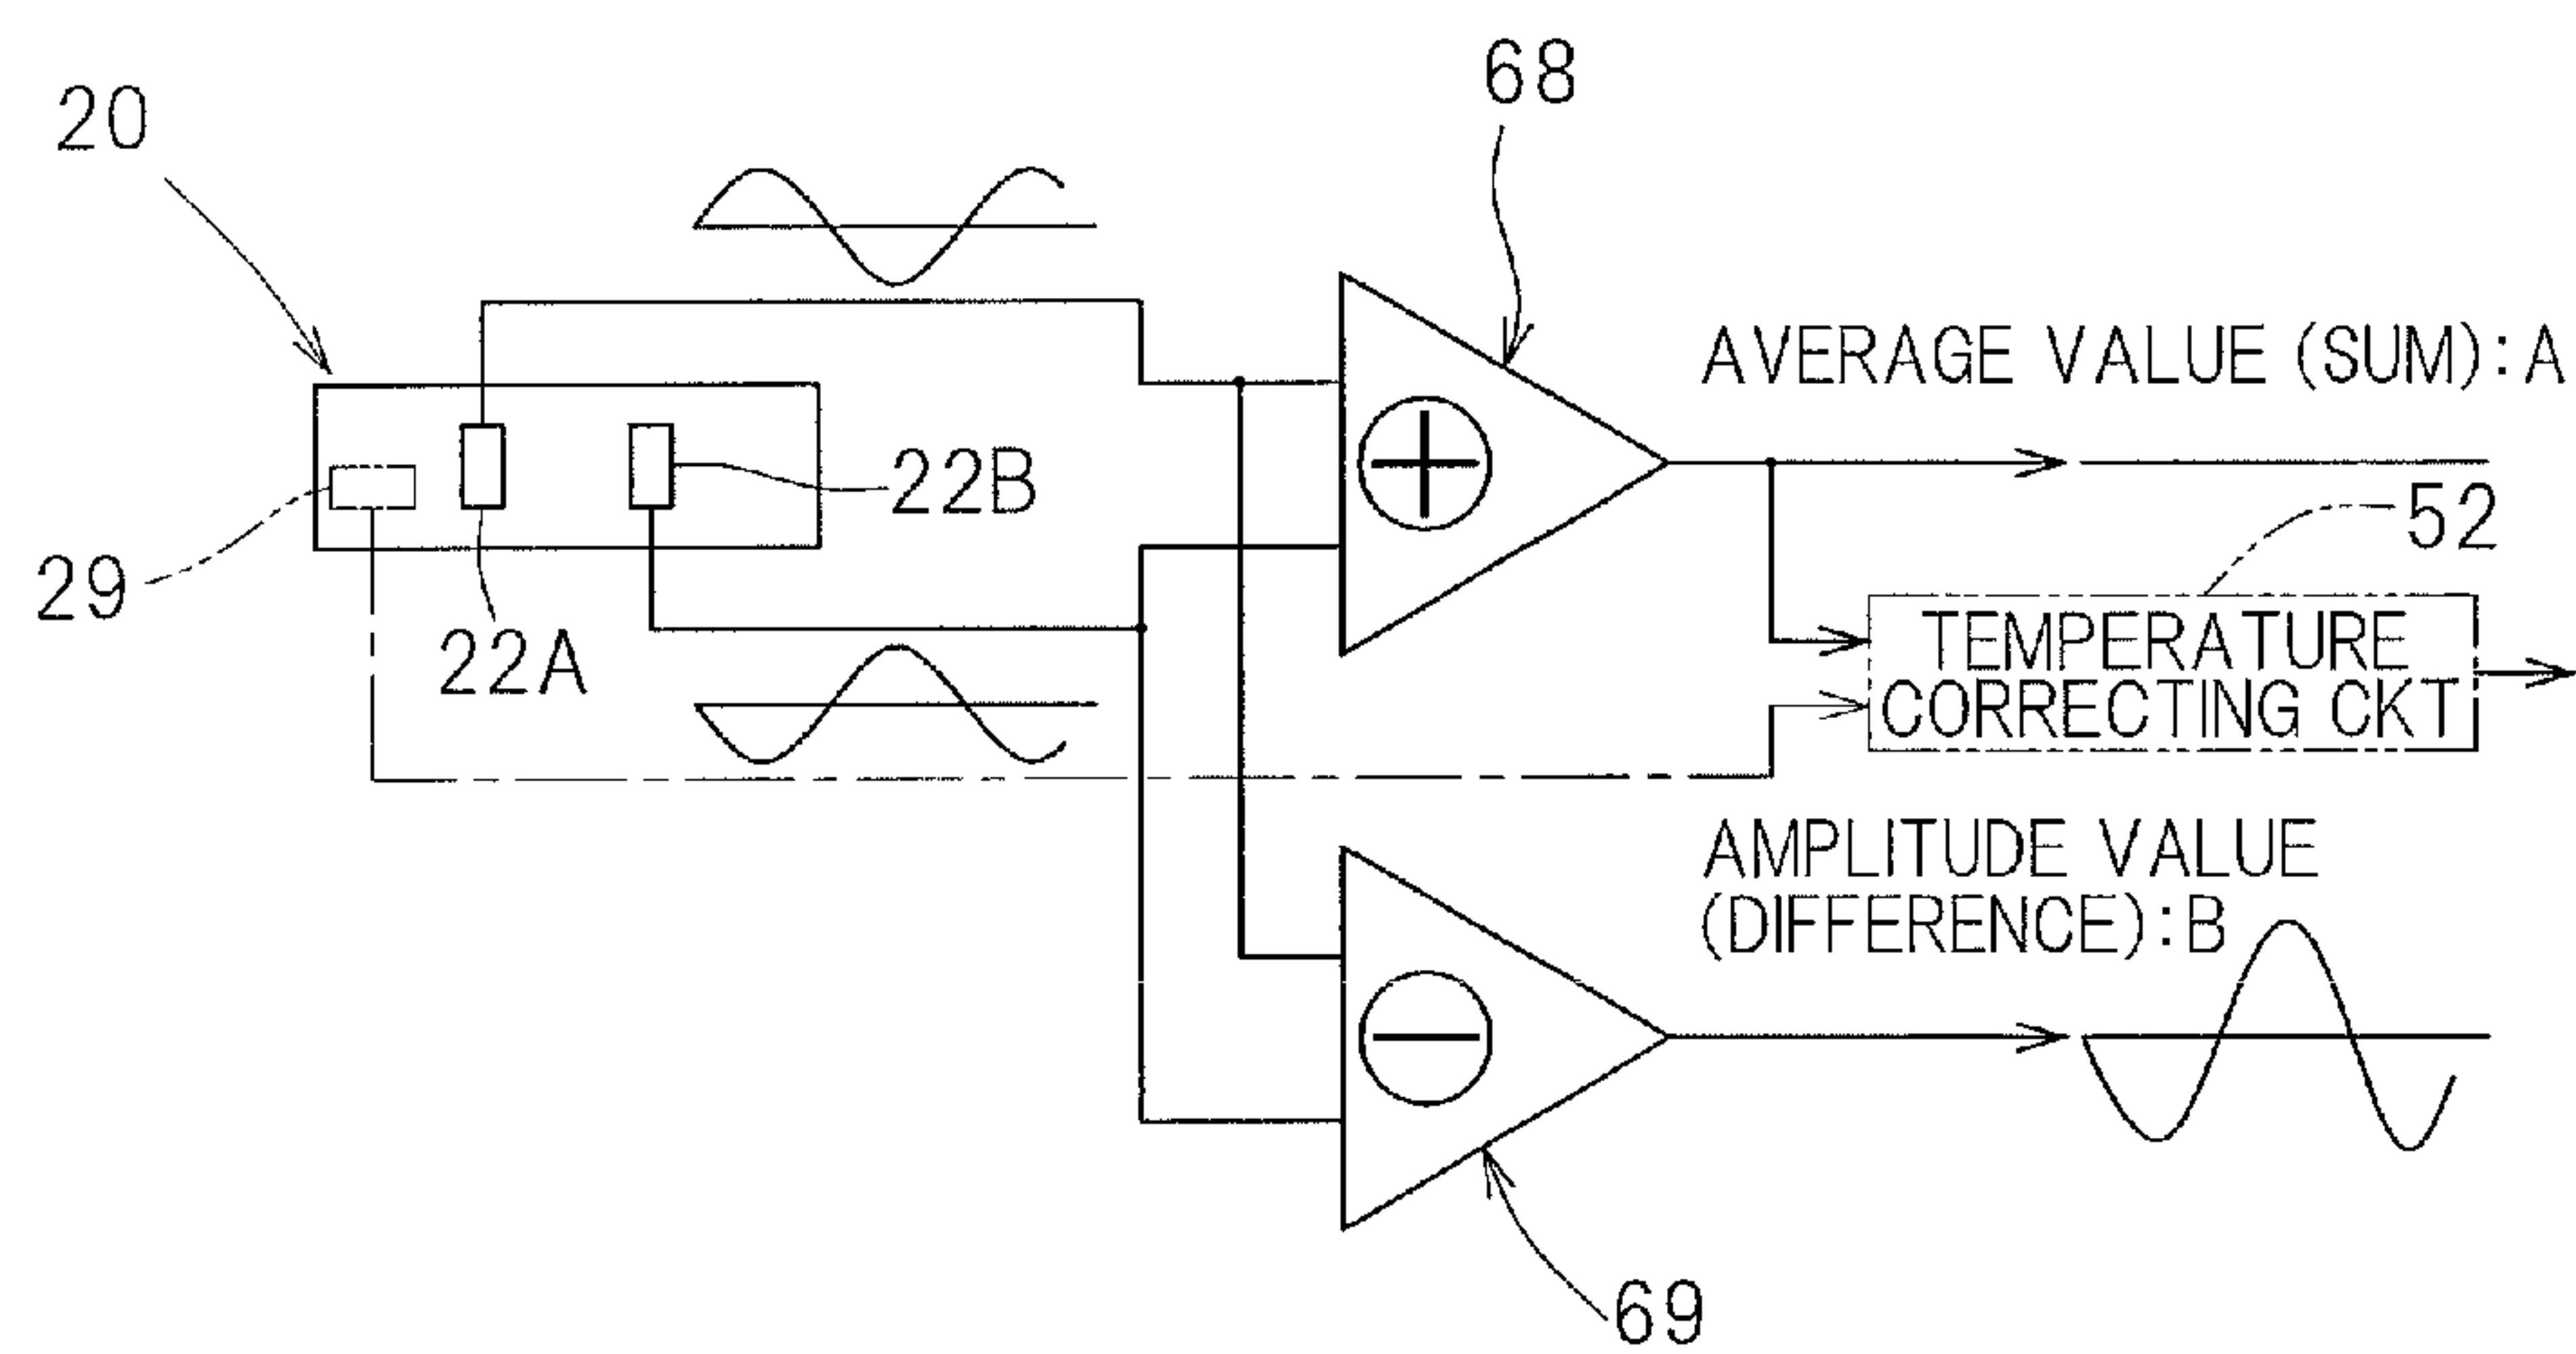 68
20
AVERAGE VALUE (SUM):A
22B
52
29
22A
TEMPERATURE
CORRECTING CKT
AMPLITUDE VALUE
(DIFFERENCE):B
69